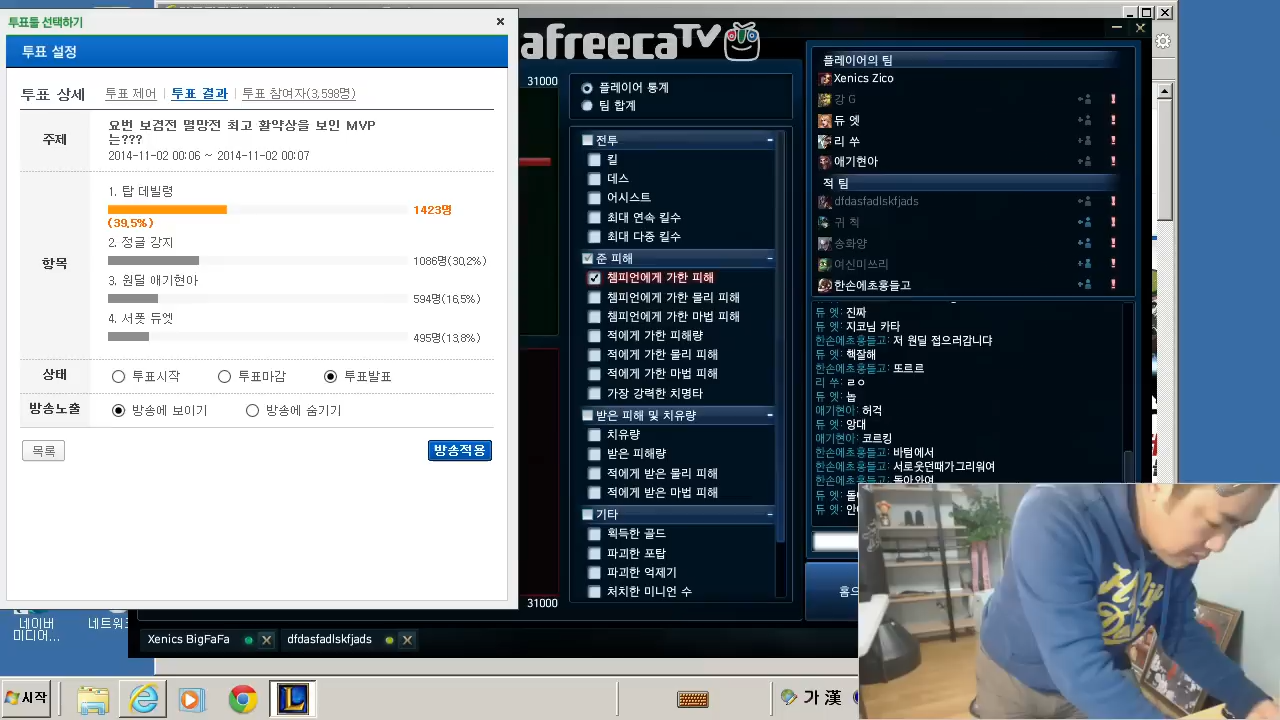 투표툴 선택하기
투표 설정
투표 상세 투표 제어 | 투표 결과 | 투표 참여자(3,598명)
주제
요번 보겸전 멸망전 최고 활약상을 보인 MVP
는???
2014-11-02 00:06 ~ 2014-11-02 00:07
항목
1. 탑 데빌령
1423명
(39,5%)
2. 정글 강지
1086명(30,2%)
3. 원딜 애기현아
594명(16,5%)
4. 서폿 듀엣
495명(13,8%)
상태 투표시작 투표마감 투표발표
방송노출 방송에 보이기 방송에 숨기기
목록 방송적용
afreecaTV
31000
플레이어 통계
팀 합계
전투
킬
데스
어시스트
최대 연속 킬수
최대 다중 킬수
준 피해
챔피언에게 가한 피해
챔피언에게 가한 물리 피해
챔피언에게 가한 마법 피해
적에게 가한 피해량
적에게 가한 물리 피해
적에게 가한 마법 피해
가장 강력한 치명타
받은 피해 및 치유량
치유량
받은 피해량
적에게 받은 물리 피해
적에게 받은 마법 피해
기타
획득한 골드
파괴한 포탑
파괴한 억제기
처치한 미니언 수
31000
플레이어의 팀
Xenics Zico
강 G
듀 엣
리 쑤
애기현아
적 팀
dfdasfadlskfjads
귀 척
송화양
여신미쓰리
한손에초홍들고
듀 엣: 진짜
듀 엣: 지코님 카타
한손에초홍들고: 저 원딜 접으러감니댜
듀 엣: 핵잘해
한손에초홍들고: 또르르
리 쑤: ㄹㅇ
듀 엣: 놉
애기현아: 허걱
듀 엣: 앙대
애기현아: 코르킹
한손에초홍들고: 바텀에서
한손에초홍들고: 서로웃던때가그리워여
한손에초홍들고: 돌아와여
듀 엣: 돌
듀 엣: 안
홈으
Xenics BigFaFa dfdasfadlskfjads
네이버
미디어...
네트워크
시작
가 漢